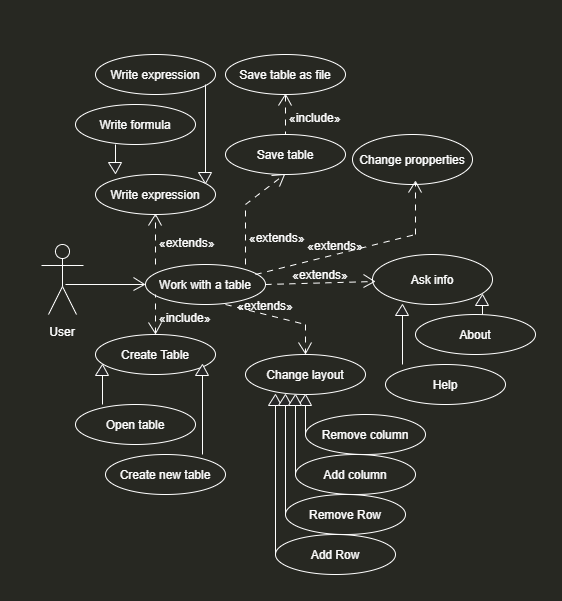 Write expression
Save table as file
«include»
Write formula
Save table
Change propperties
Write expression
«extends»
«extends»
«extends»
«extends»
Work with a table
Ask info
User
«include»
«extends»
About
Create Table
Change layout
Help
Open table
Remove column
Create new table
Add column
Remove Row
Add Row